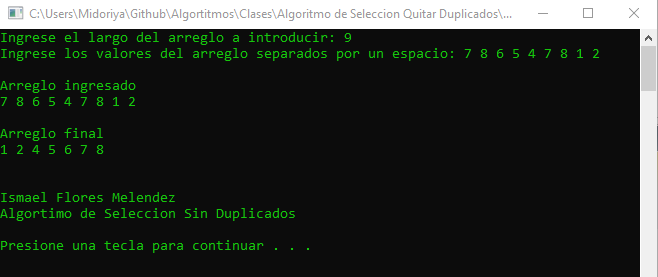 C:\Users\Midoriya\Github\Algortitmos\Clases\Algoritmo de Seleccion Quitar Duplicados\...
Ingrese el largo del arreglo a introducir: 9
Ingrese los valores del arreglo separados por un espacio: 7 8 6 5 4 7 8 1 2
Arreglo ingresado
7 8 6 5 4 7 8 1 2
Arreglo final
1 2 4 5 6 7 8
Ismael Flores Melendez
Algortimo de Seleccion Sin Duplicados
Presione una tecla para continuar . . .